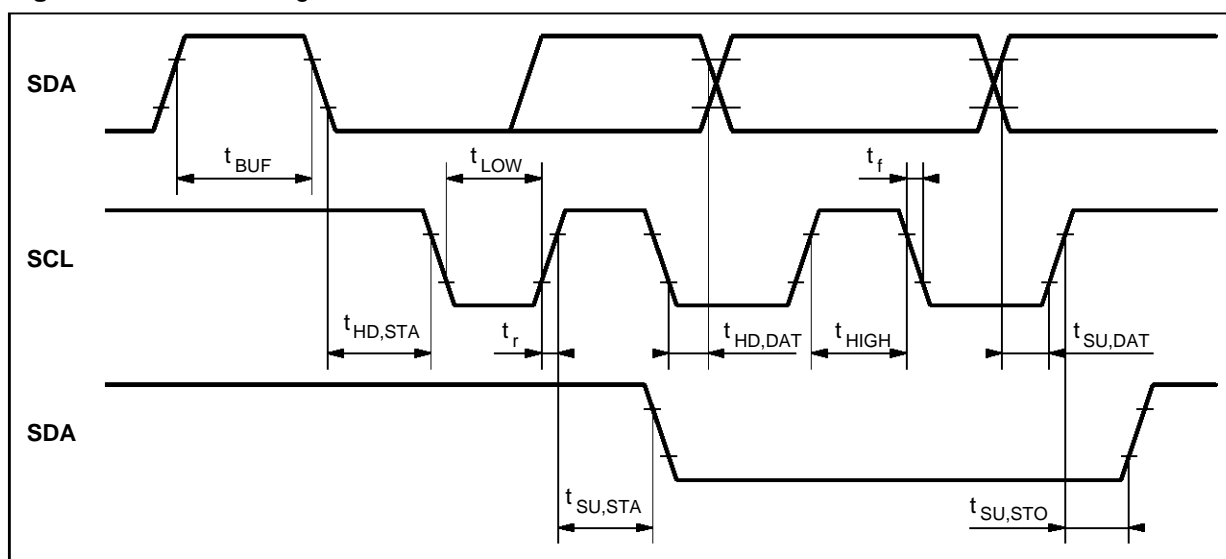 SDA
t BUF
t LOW
t f
SCL
t HD,STA
t r
t HD,DAT
t HIGH
t SU,DAT
SDA
t SU,STA
t SU,STO